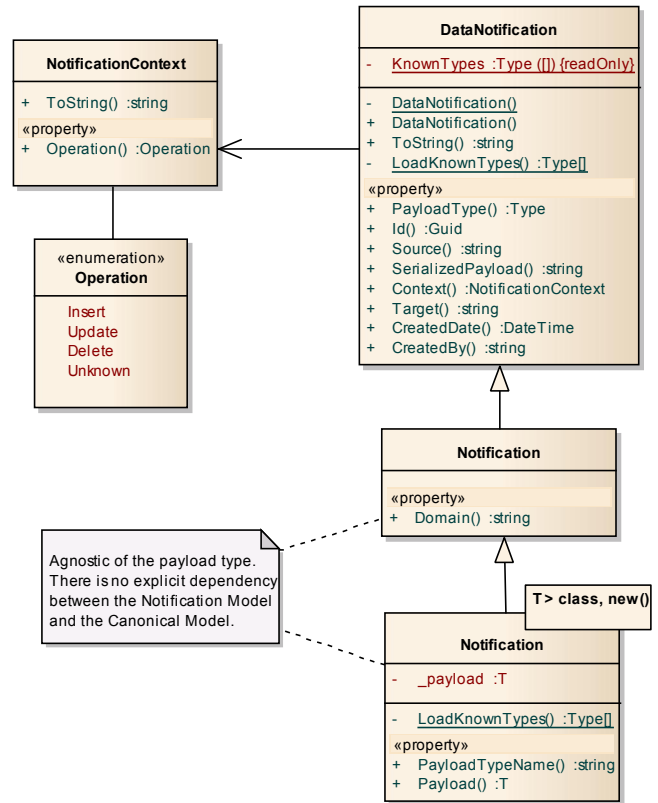 NotificationContext
+ ToString() :string
«property»
+ Operation() :Operation
«enumeration»
Operation
Insert
Update
Delete
Unknown
DataNotification
- KnownTypes :Type ([]) {readOnly}
- DataNotification()
+ DataNotification()
+ ToString() :string
- LoadKnownTypes() :Type[]
«property»
+ PayloadType() :Type
+ Id() :Guid
+ Source() :string
+ SerializedPayload() :string
+ Context() :NotificationContext
+ Target() :string
+ CreatedDate() :DateTime
+ CreatedBy() :string
Notification
«property»
+ Domain() :string
Agnostic of the payload type.
There is no explicit dependency
between the Notification Model
and the Canonical Model.
T > class, new()
Notification
- _payload :T
- LoadKnownTypes() :Type[]
«property»
+ PayloadTypeName() :string
+ Payload() :T